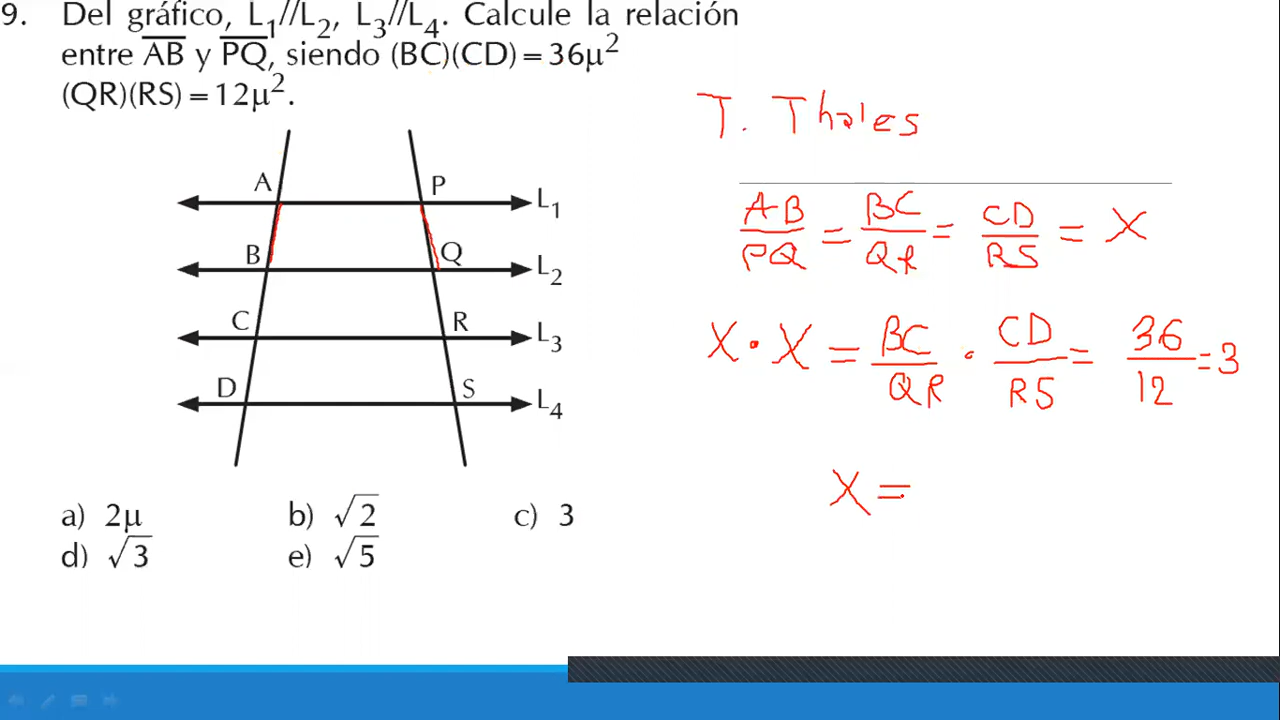 9. Del gráfico, L₁//L₂, L₃//L₄. Calcule la relación
entre A̅B̅ y P̅Q̅, siendo (BC)(CD) = 36μ²
(QR)(RS) = 12μ².
A P L₁
B Q L₂
C R L₃
D S L₄
a) 2μ b) √2 c) 3
d) √3 e) √5
T. Thales
AB/PQ = BC/QR = CD/RS = X
X · X = BC/QR · CD/RS = 36/12 = 3
X =